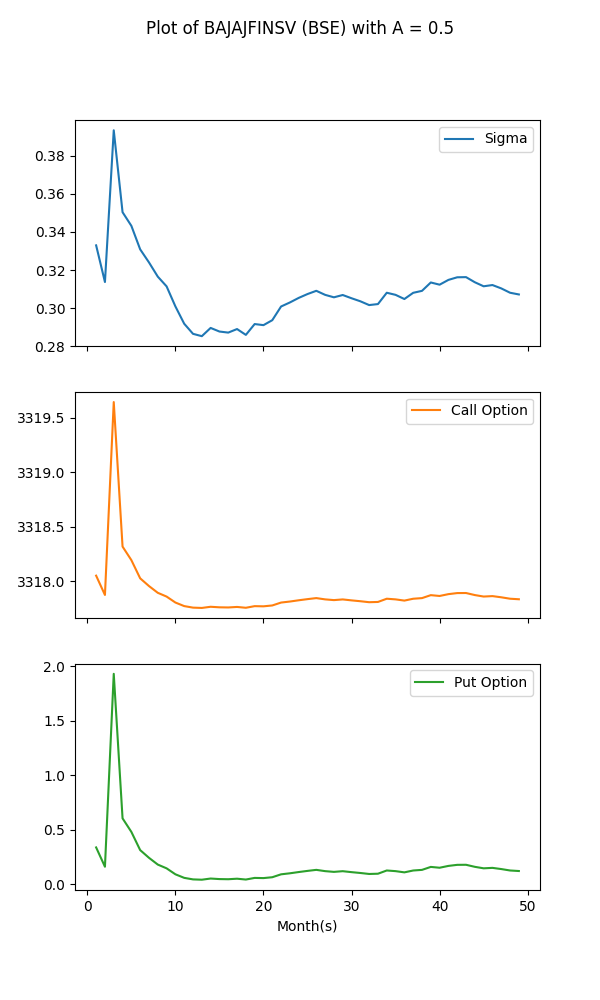 Plot of BAJAJFINSV (BSE) with A = 0.5
Sigma
0.38
0.36
0.34
0.32
0.30
0.28
Call Option
3319.5
3319.0
3318.5
3318.0
Put Option
2.0
1.5
1.0
0.5
0.0
0 10 20 30 40 50
Month(s)